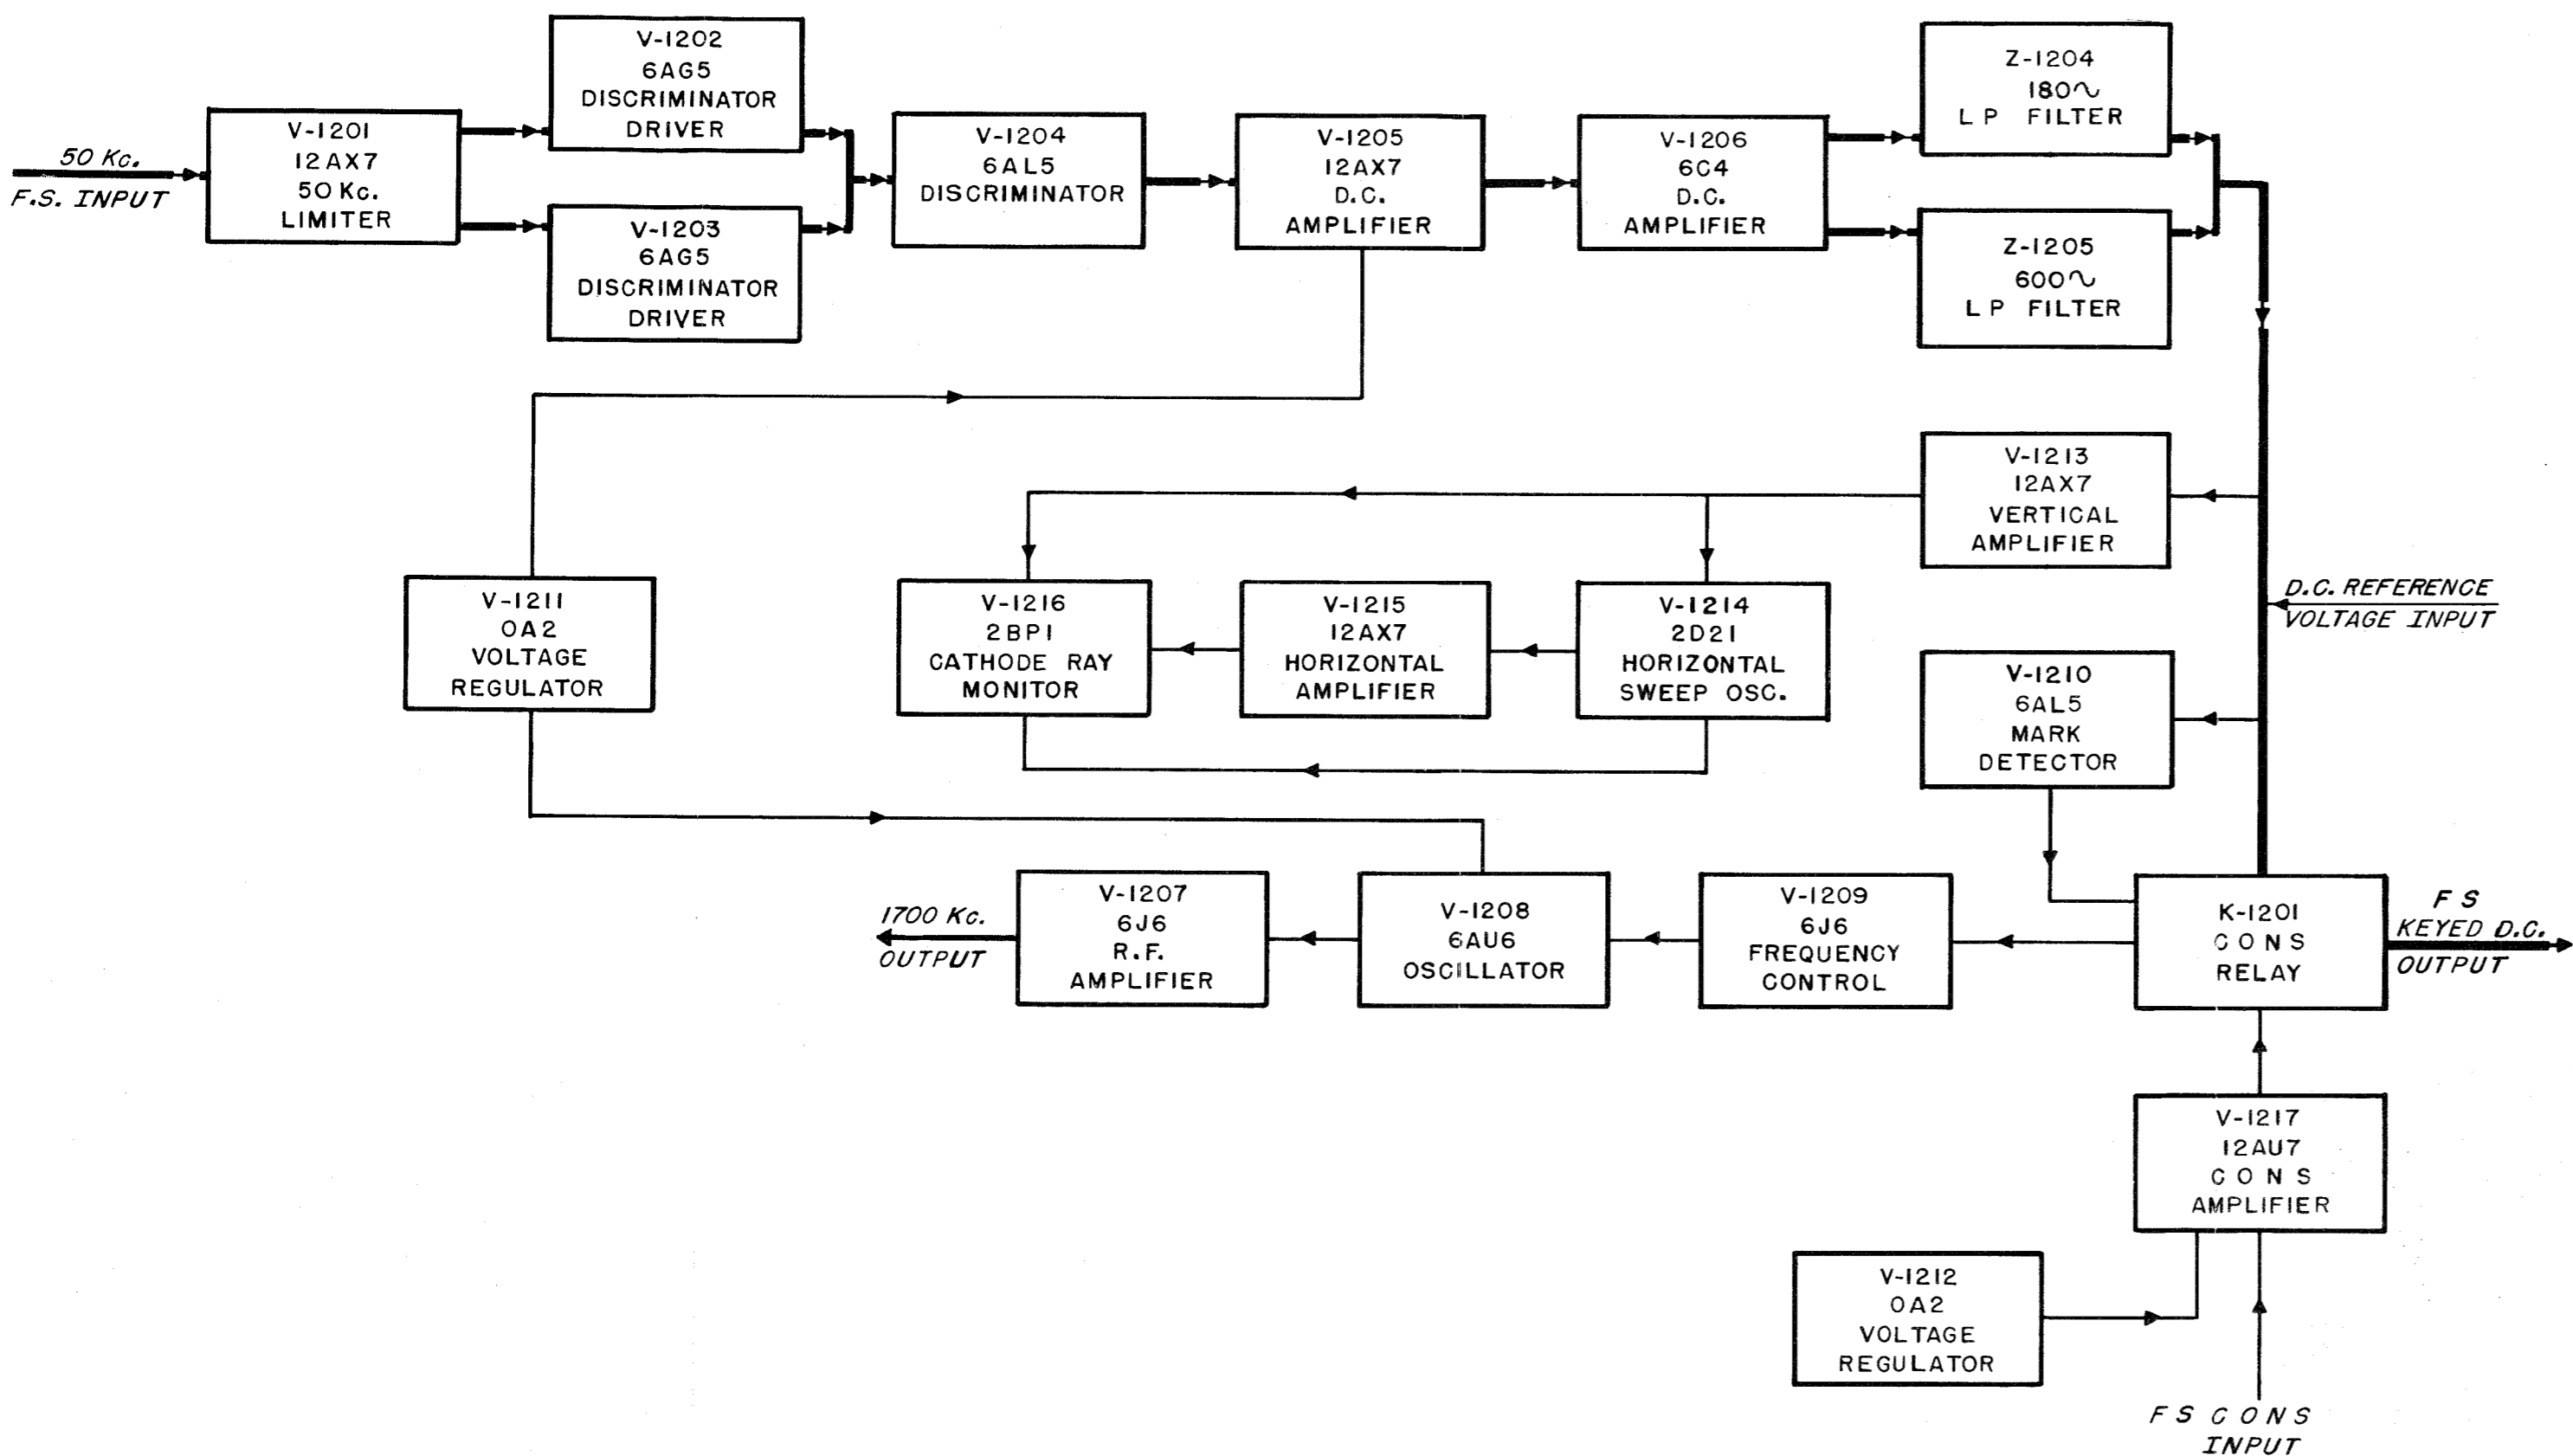 50 Kc.
F.S. INPUT
V-1201
12AX7
50 Kc.
LIMITER
V-1202
6AG5
DISCRIMINATOR
DRIVER
V-1203
6AG5
DISCRIMINATOR
DRIVER
V-1204
6AL5
DISCRIMINATOR
V-1205
12AX7
D.C.
AMPLIFIER
V-1206
6C4
D.C.
AMPLIFIER
Z-1204
180~
LP FILTER
Z-1205
600~
LP FILTER
V-1213
12AX7
VERTICAL
AMPLIFIER
D.C. REFERENCE
VOLTAGE INPUT
V-1211
OA2
VOLTAGE
REGULATOR
V-1216
2BP1
CATHODE RAY
MONITOR
V-1215
12AX7
HORIZONTAL
AMPLIFIER
V-1214
2D21
HORIZONTAL
SWEEP OSC.
V-1210
6AL5
MARK
DETECTOR
1700 Kc.
OUTPUT
V-1207
6J6
R.F.
AMPLIFIER
V-1208
6AU6
OSCILLATOR
V-1209
6J6
FREQUENCY
CONTROL
K-1201
CONS
RELAY
FS
KEYED D.C.
OUTPUT
V-1217
12AU7
CONS
AMPLIFIER
V-1212
OA2
VOLTAGE
REGULATOR
FS CONS
INPUT